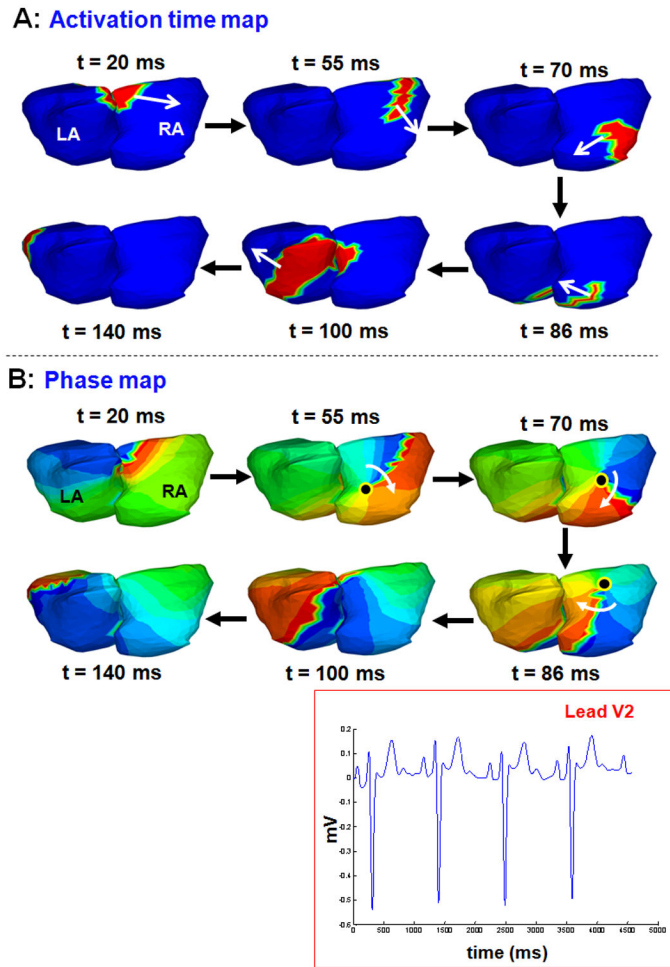 A: Activation time map
t = 20 ms
t = 55 ms
t = 70 ms
LA
RA
t = 140 ms
t = 100 ms
t = 86 ms
B: Phase map
t = 20 ms
t = 55 ms
t = 70 ms
LA
RA
t = 140 ms
t = 100 ms
t = 86 ms
Lead V2
0.2
0.1
0
-0.1
-0.2
-0.3
-0.4
-0.5
-0.6
mV
0 500 1000 1500 2000 2500 3000 3500 4000 4500 5000
time (ms)